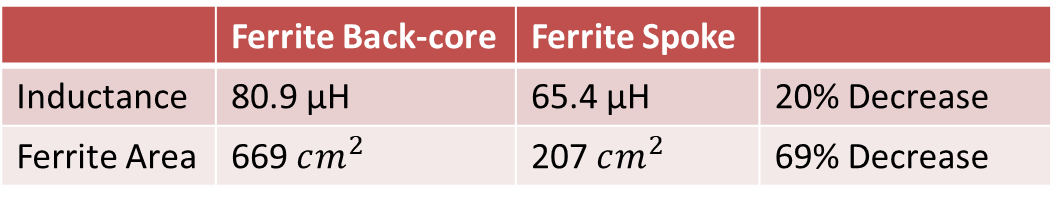 Ferrite Back-core Ferrite Spoke
Inductance 80.9 µH 65.4 µH 20% Decrease
Ferrite Area 669 cm² 207 cm² 69% Decrease